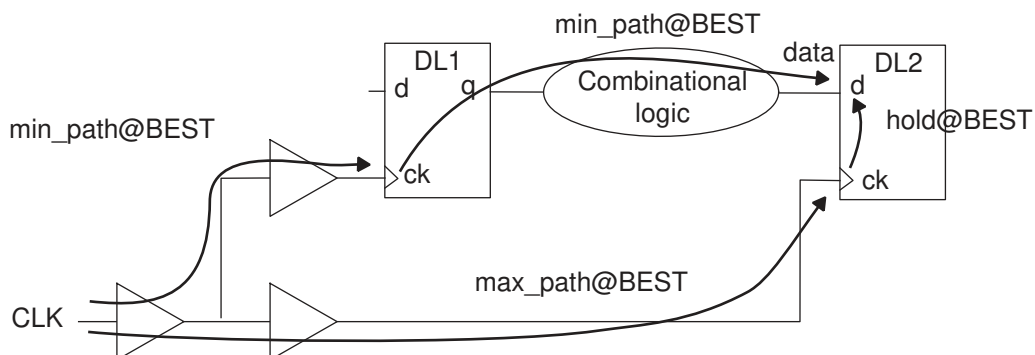 min_path@BEST
DL1
data
DL2
d
q
Combinational
logic
d
min_path@BEST
hold@BEST
ck
ck
max_path@BEST
CLK